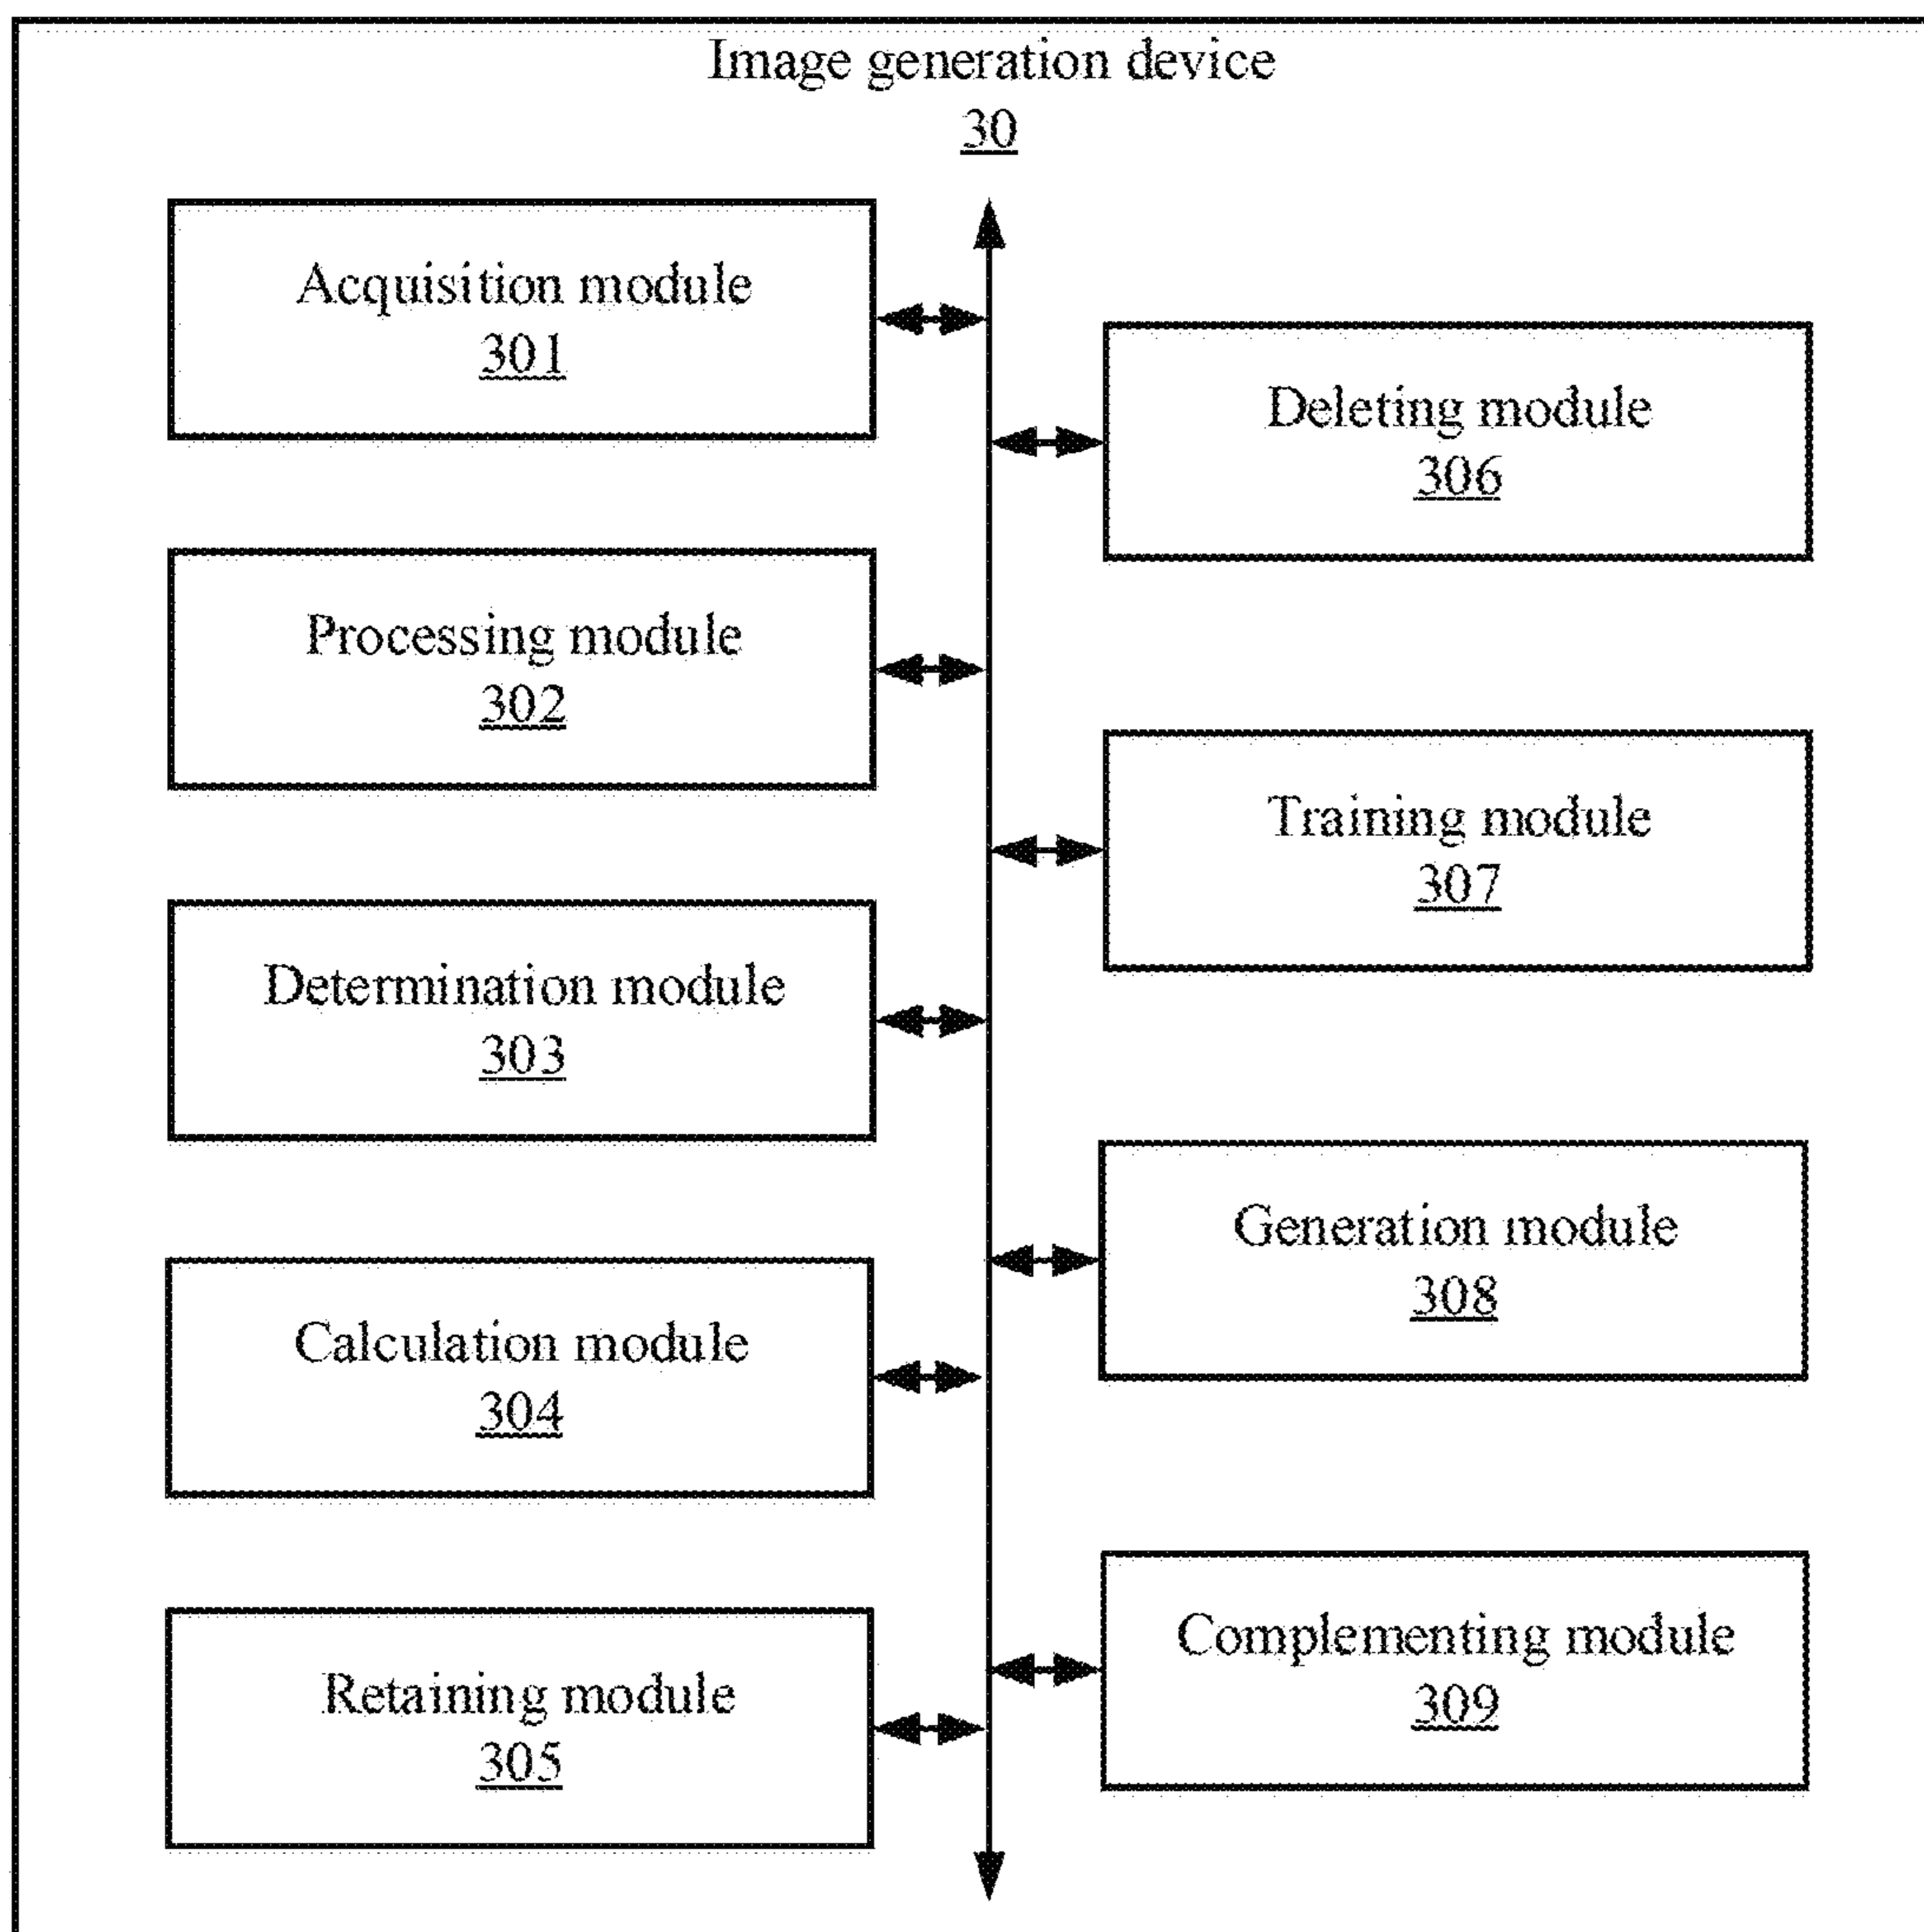 Image generation device
30
Acquisition module
301
Processing module
302
Determination module
303
Calculation module
304
Retaining module
305
Deleting module
306
Training module
307
Generation module
308
Complementing module
309